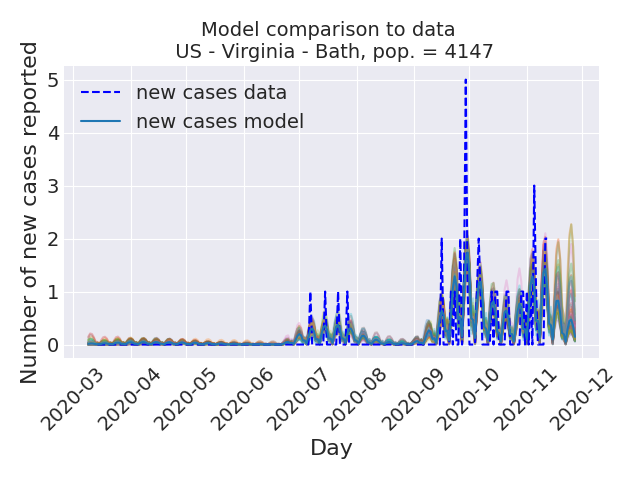 Model comparison to data
US - Virginia - Bath, pop. = 4147
Number of new cases reported
5
4
3
2
1
0
new cases data
new cases model
2020-03
2020-04
2020-05
2020-06
2020-07
2020-08
2020-09
2020-10
2020-11
2020-12
Day